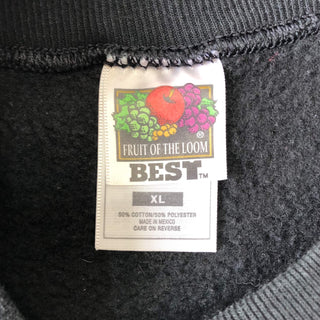 FRUIT OF THE LOOM
®
BEST™
XL
50% COTTON/50% POLYESTER
MADE IN MEXICO
CARE ON REVERSE